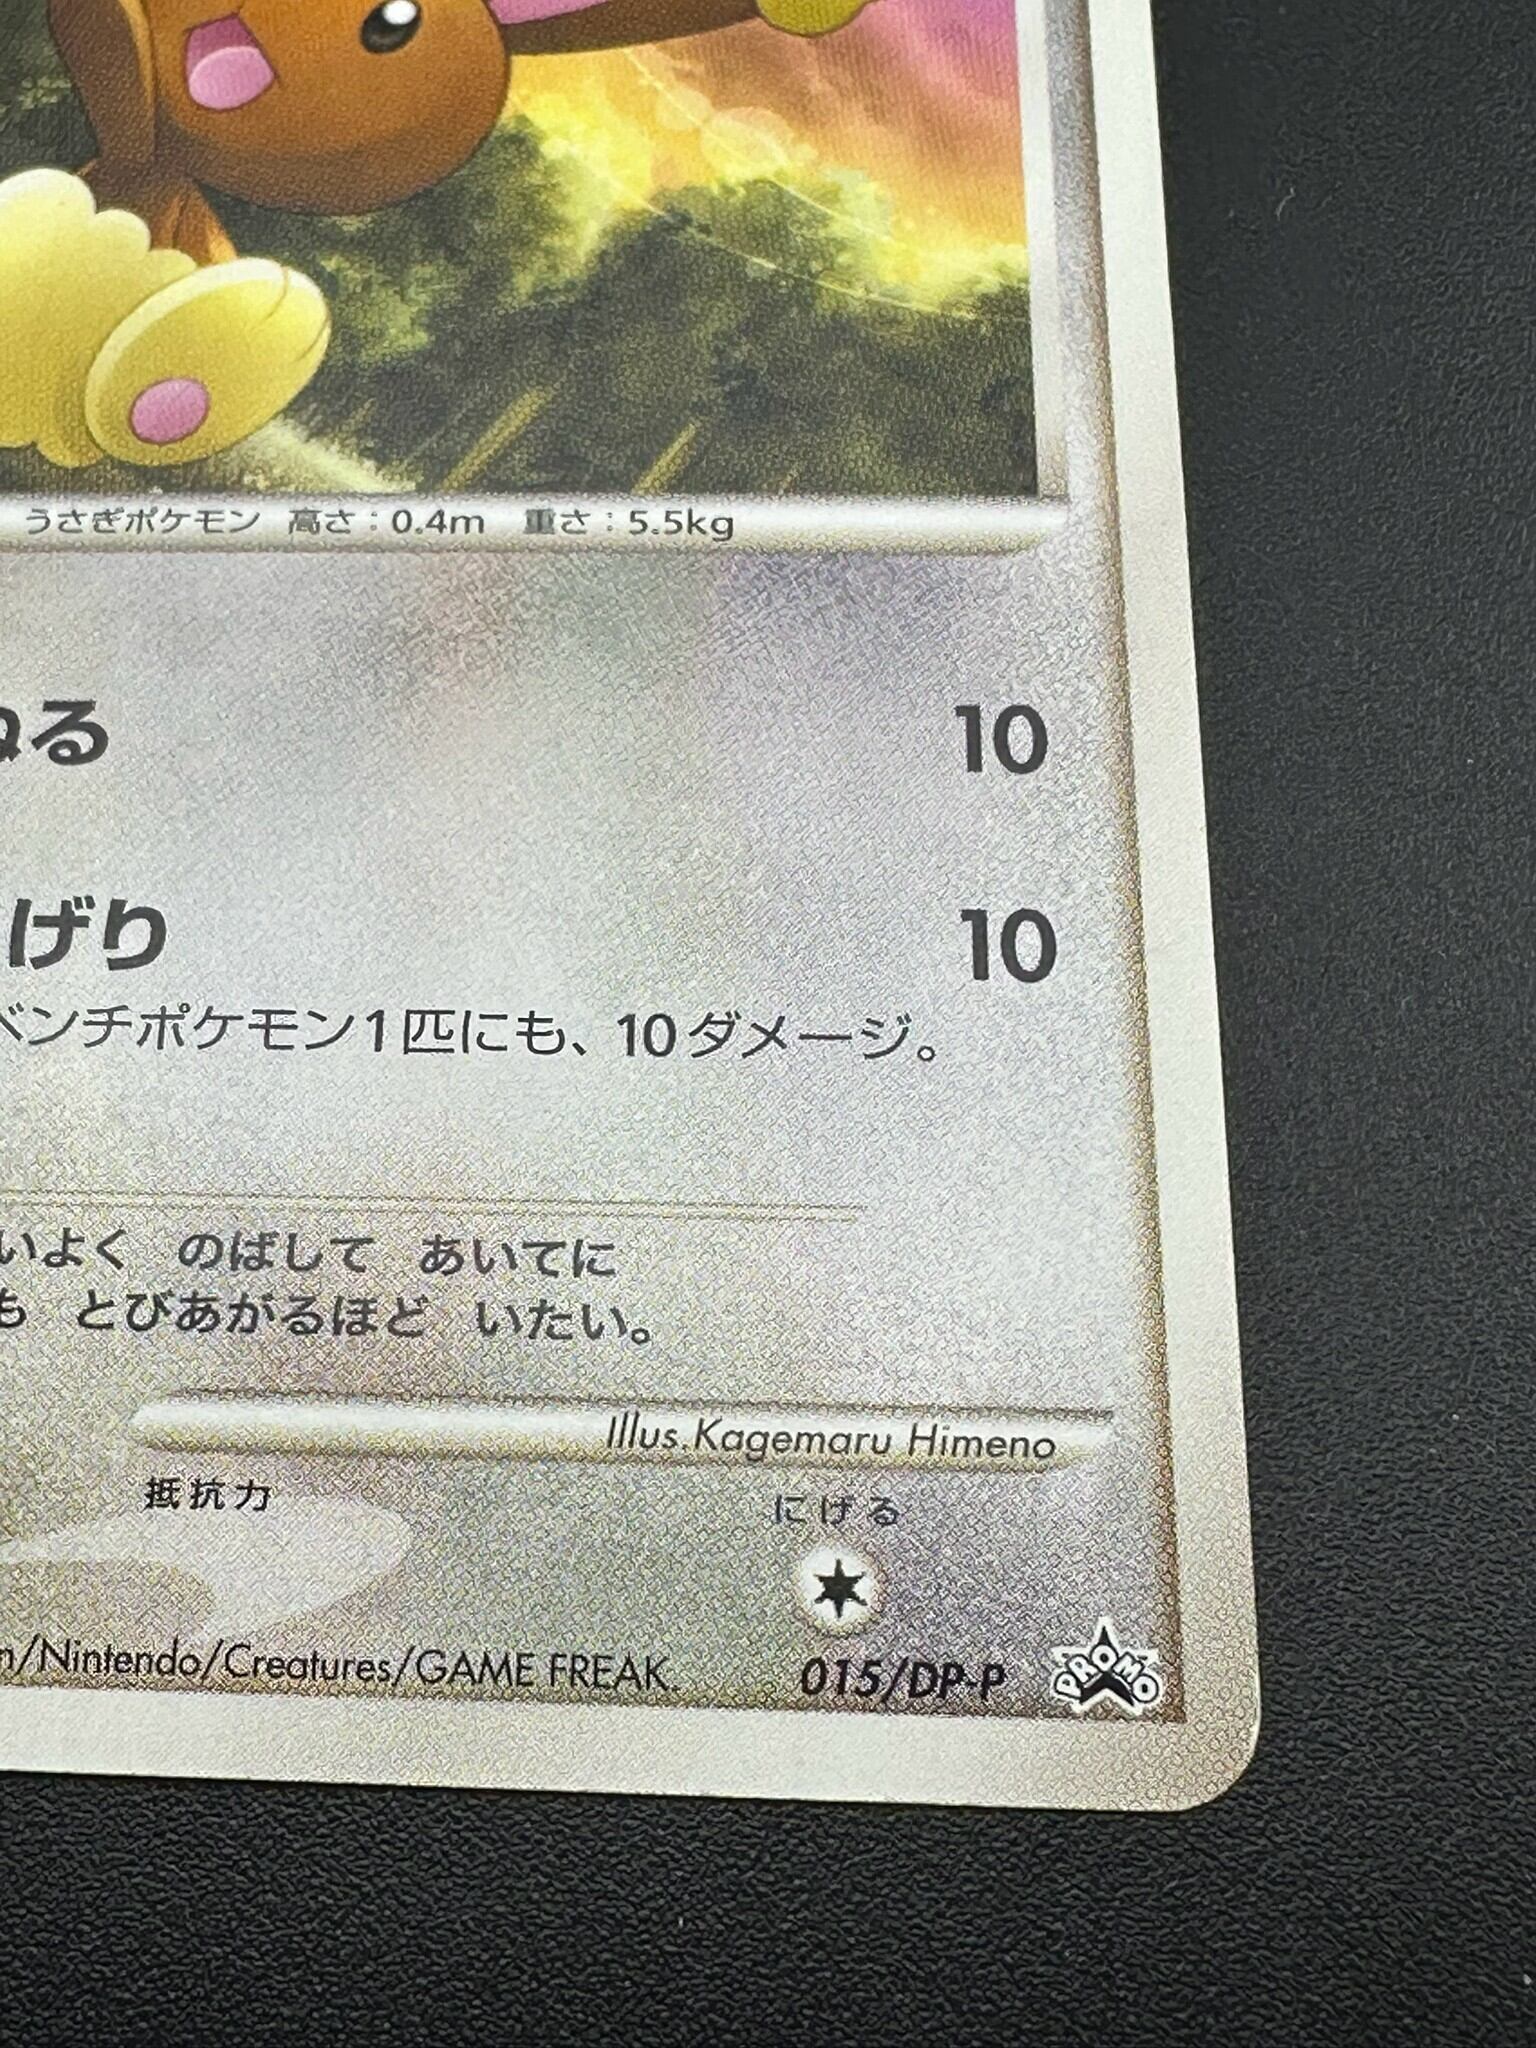 うさぎポケモン 高さ：0.4m 重さ：5.5kg
ねる 10
げり 10
ベンチポケモン1匹にも、10ダメージ。
いよく のばして あいてに
も とびあがるほど いたい。
Illus.Kagemaru Himeno
抵抗力 にげる
n/Nintendo/Creatures/GAME FREAK. 015/DP-P PROMO